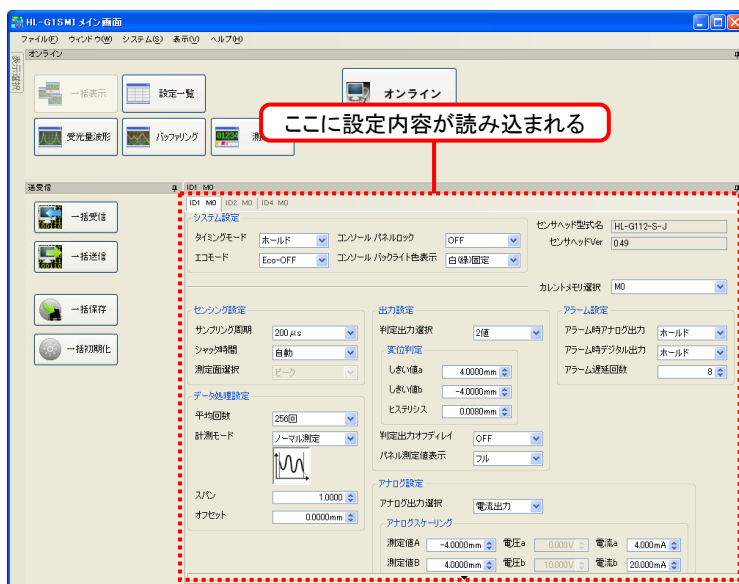 HL-G1SMI メイン画面
ファイル(F) ウィンドウ(W) システム(S) 表示(V) ヘルプ(H)
オンライン
表示選択
一括表示 設定一覧 オンライン
ここに設定内容が読み込まれる
受光量波形 バッファリング 01234
送受信 ID1 M0
ID1 M0 ID2 M0 ID4 M0
一括受信
一括送信
一括保存
一括初期化
システム設定
タイミングモード ホールド コンソール パネルロック OFF
エコモード Eco-OFF コンソール バックライト色表示 白(緑)固定
センサヘッド型式名 HL-G112-S-J
センサヘッドVer 0.49
カレントメモリ選択 M0
センシング設定
サンプリング周期 200μs
シャッタ時間 自動
測定面選択 ピーク
データ処理設定
平均回数 256回
計測モード ノーマル測定
スパン 1.0000
オフセット 0.0000mm
出力設定
判定出力選択 2値
変位判定
しきい値a 4.0000mm
しきい値b -4.0000mm
ヒステリシス 0.0080mm
判定出力オフディレイ OFF
パネル測定値表示 フル
アラーム設定
アラーム時アナログ出力 ホールド
アラーム時デジタル出力 ホールド
アラーム遅延回数 8
アナログ設定
アナログ出力選択 電流出力
アナログスケーリング
測定値A -4.0000mm 電圧a 0.000V 電流a 4.000mA
測定値B 4.0000mm 電圧b 10.000V 電流b 20.000mA